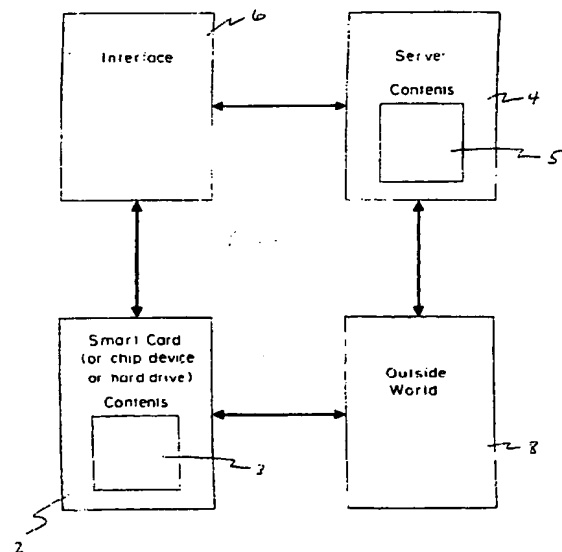 6
Interface
Server
Contents
4
5
Smart Card
(or chip device
or hard drive)
Contents
3
2
Outside
World
8